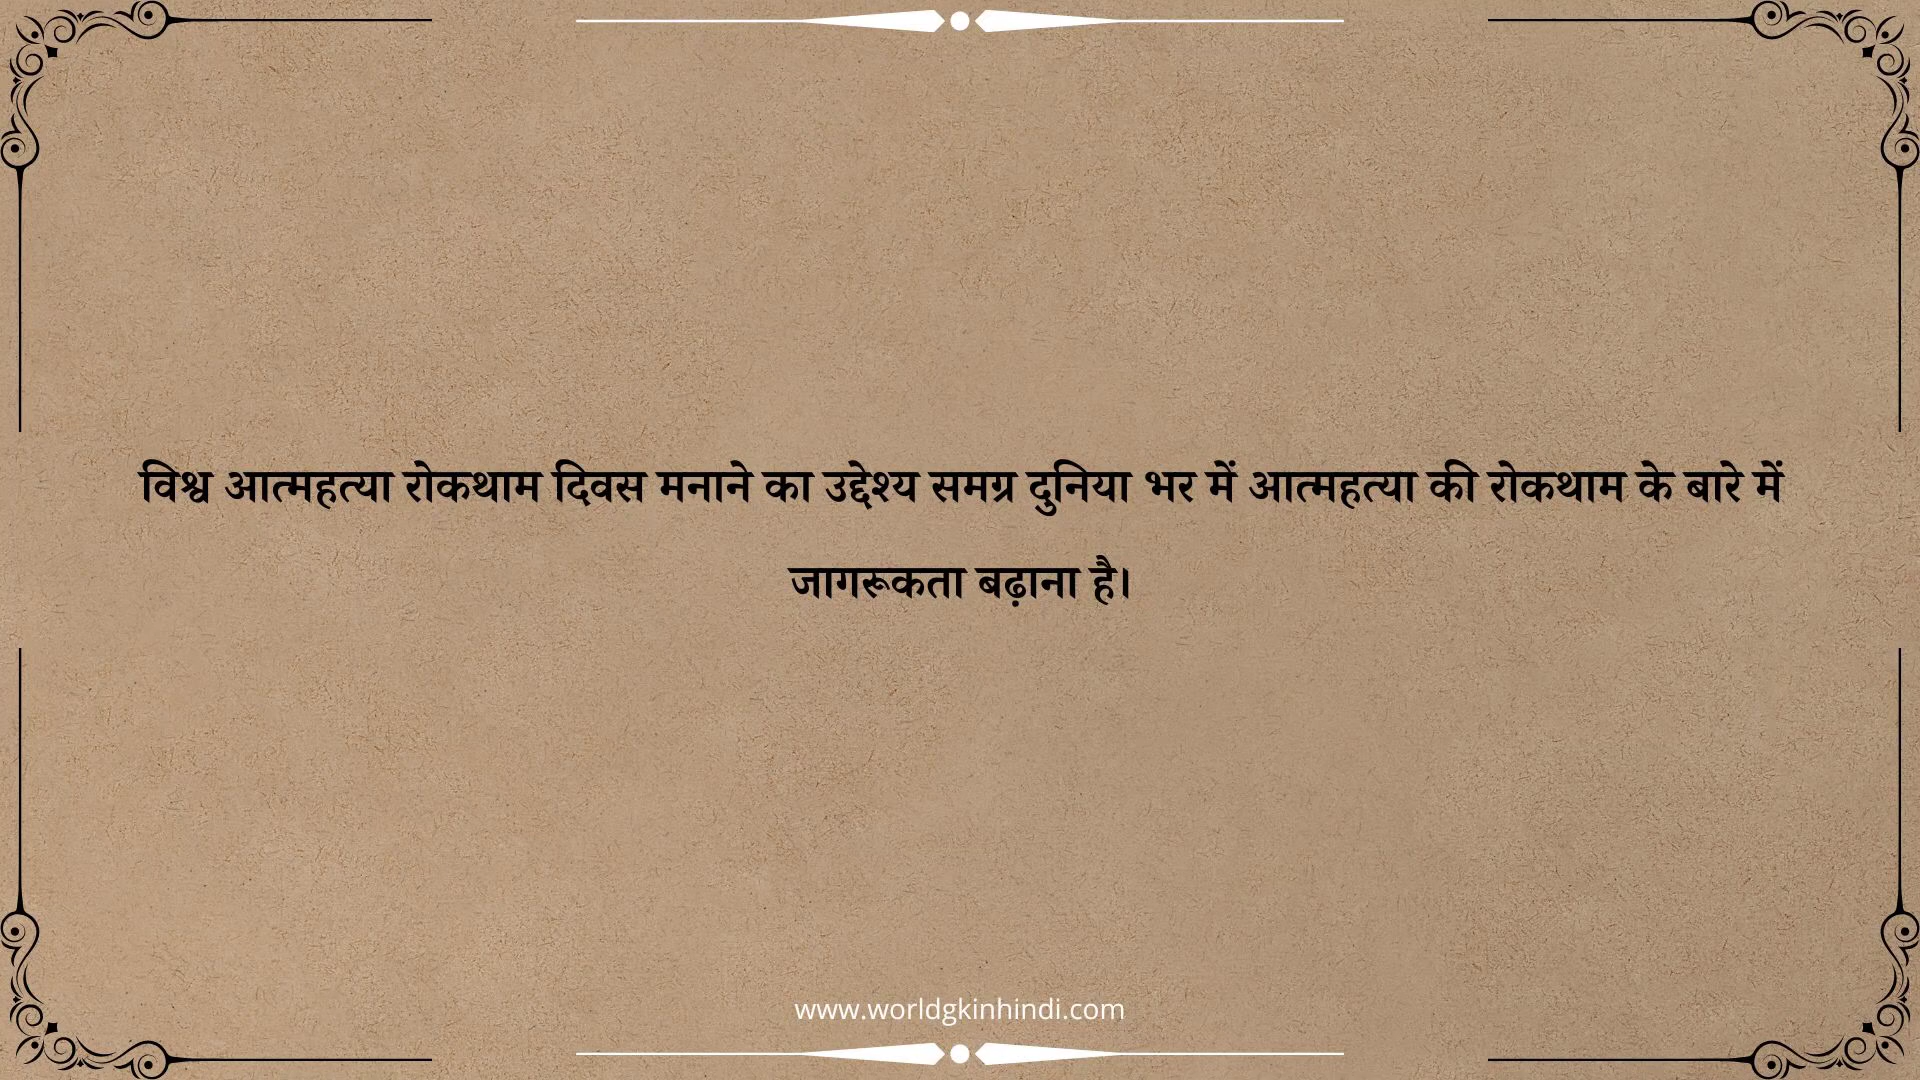 विश्व आत्महत्या रोकथाम दिवस मनाने का उद्देश्य समग्र दुनिया भर में आत्महत्या की रोकथाम के बारे में
जागरूकता बढ़ाना है।
www.worldgkinhindi.com